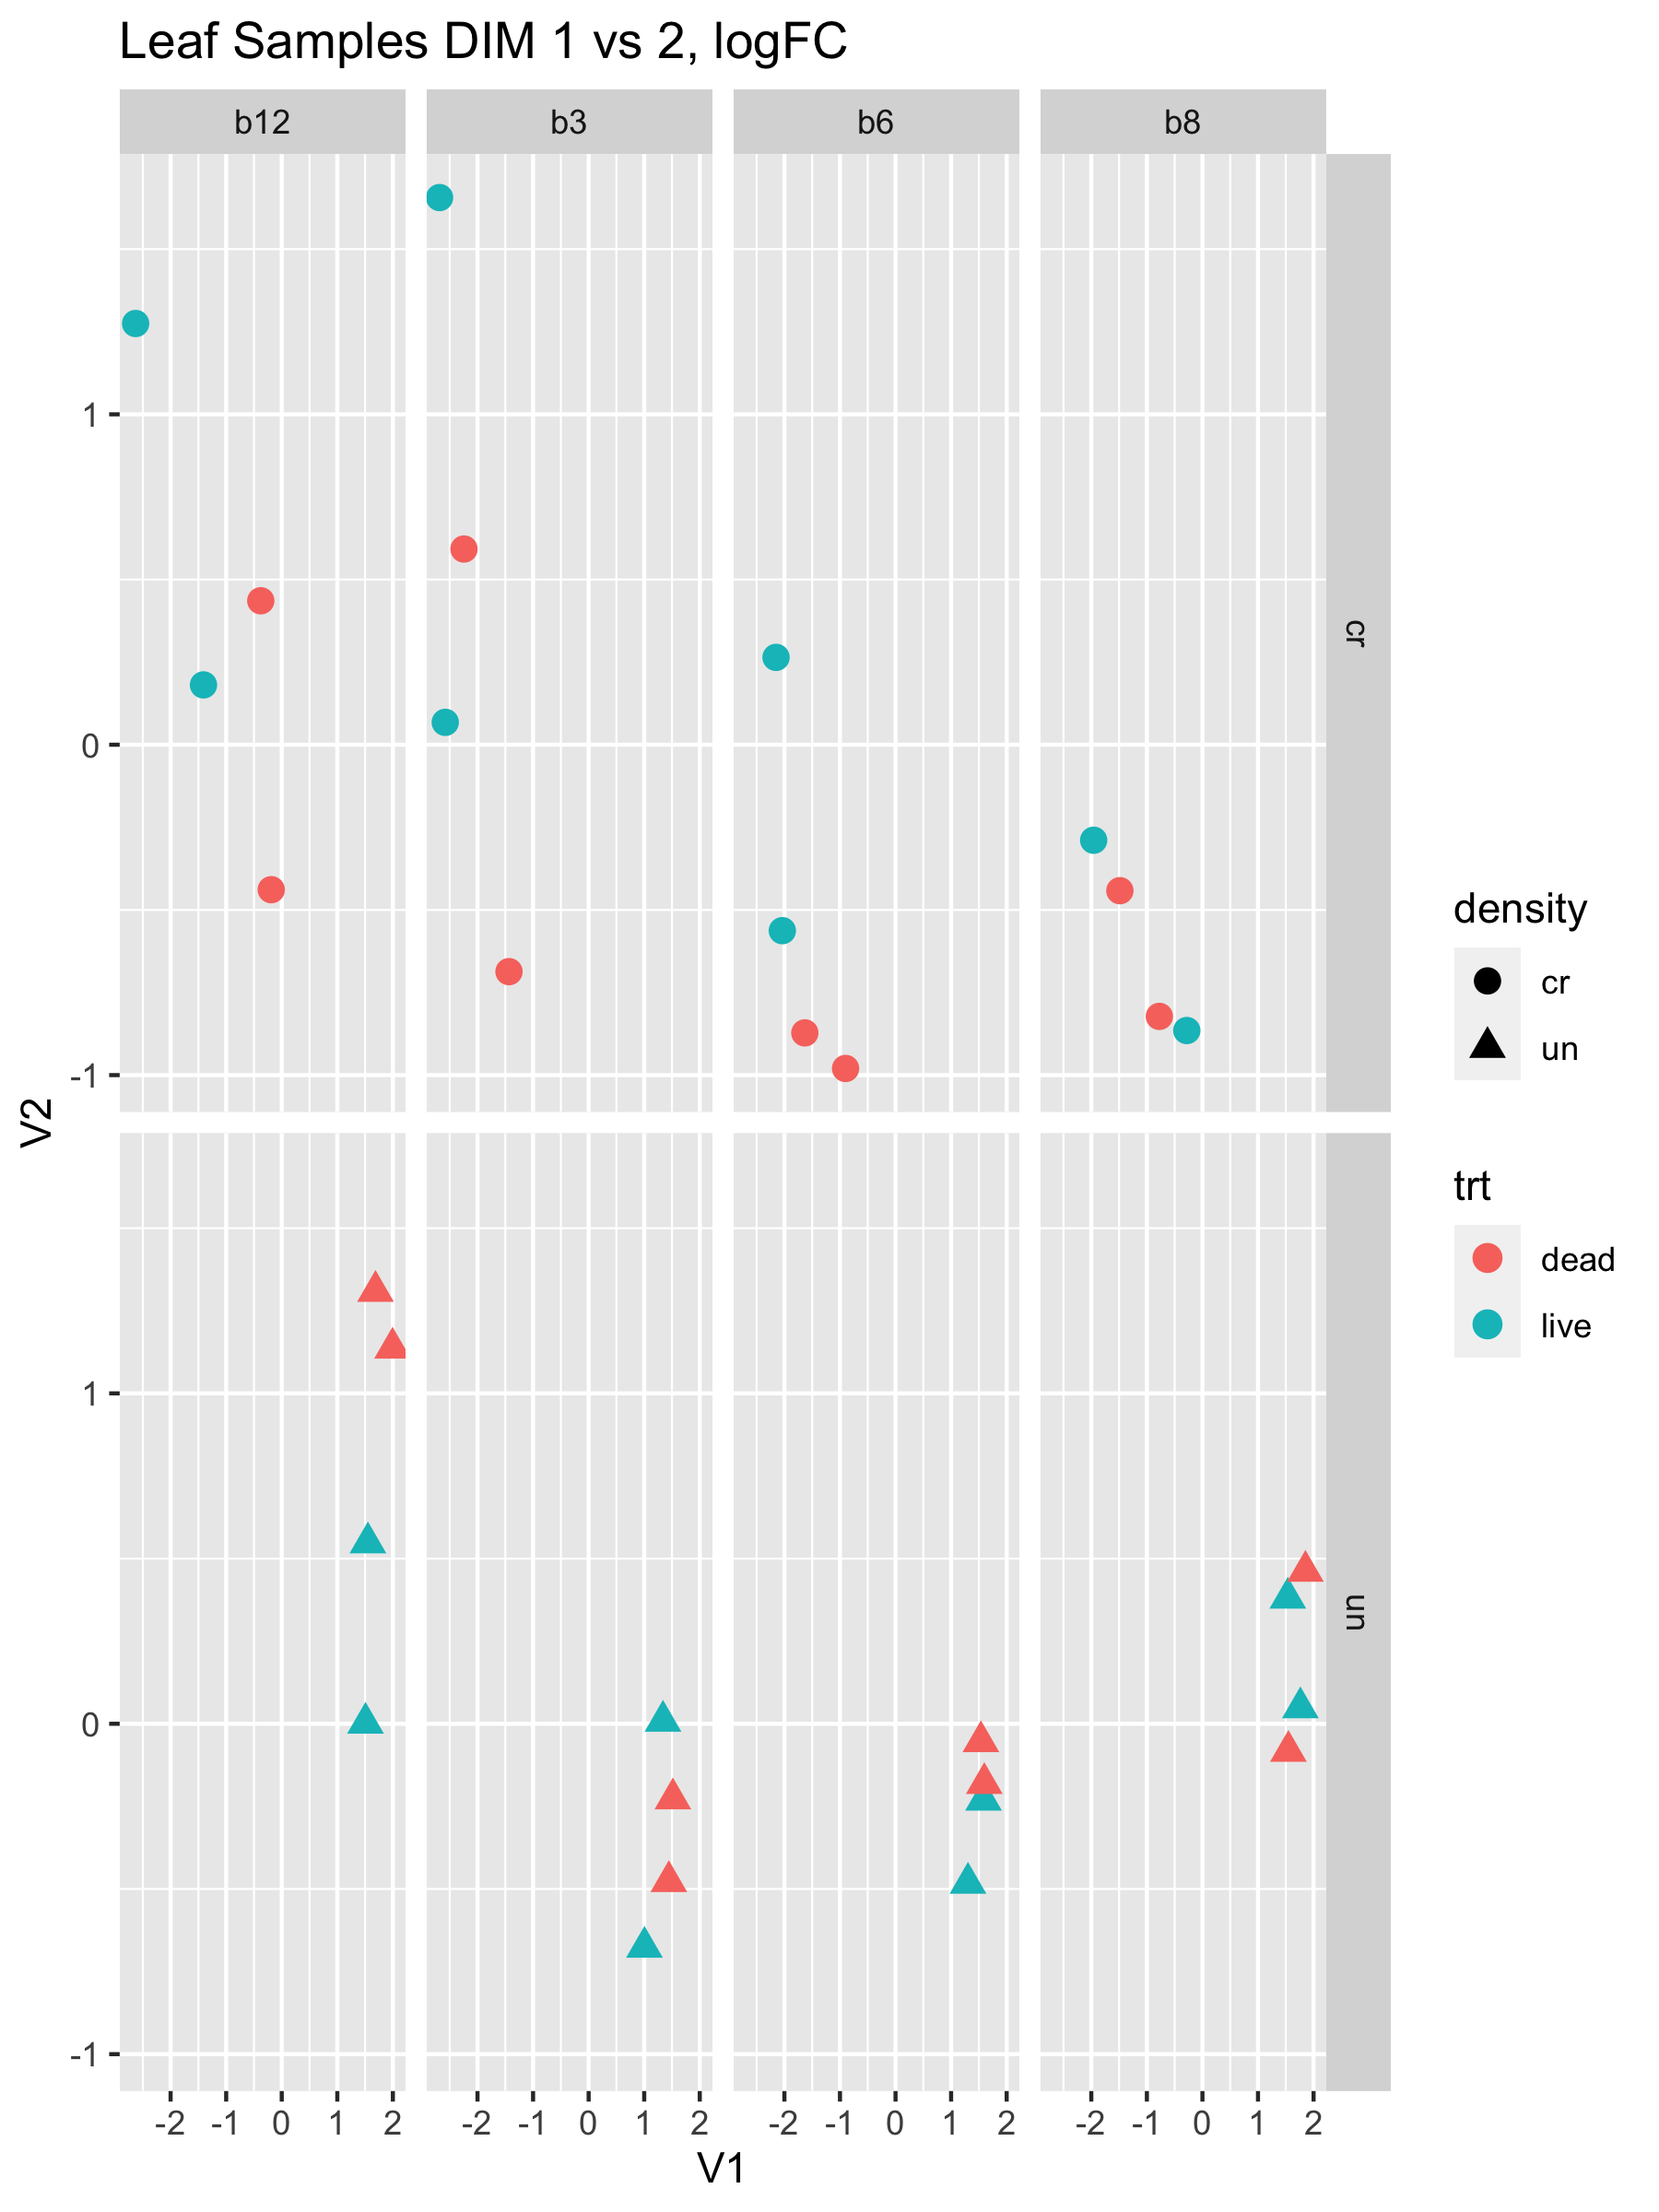 Leaf Samples DIM 1 vs 2, logFC
b12 b3 b6 b8
1
0
-1
cr
1
0
-1
un
V2
-2 -1 0 1 2 -2 -1 0 1 2 -2 -1 0 1 2 -2 -1 0 1 2
V1
density
cr
un
trt
dead
live